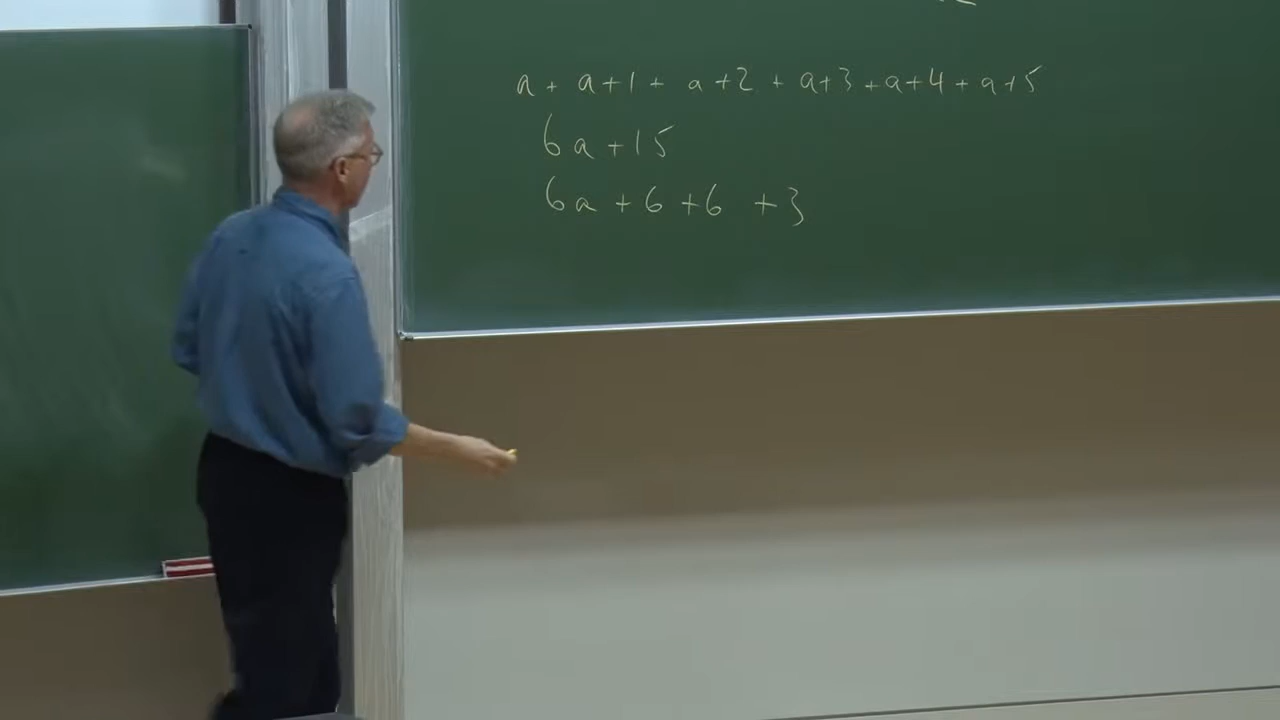 a + a+1 + a+2 + a+3 + a+4 + a+5
6a +15
6a +6 +6 +3